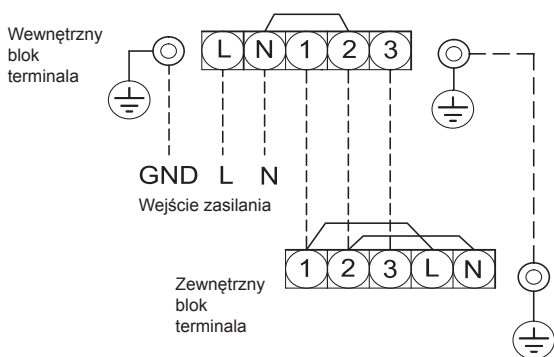 Wewnętrzny
blok
terminala
L N 1 2 3
GND L N
Wejście zasilania
1 2 3 L N
Zewnętrzny
blok
terminala